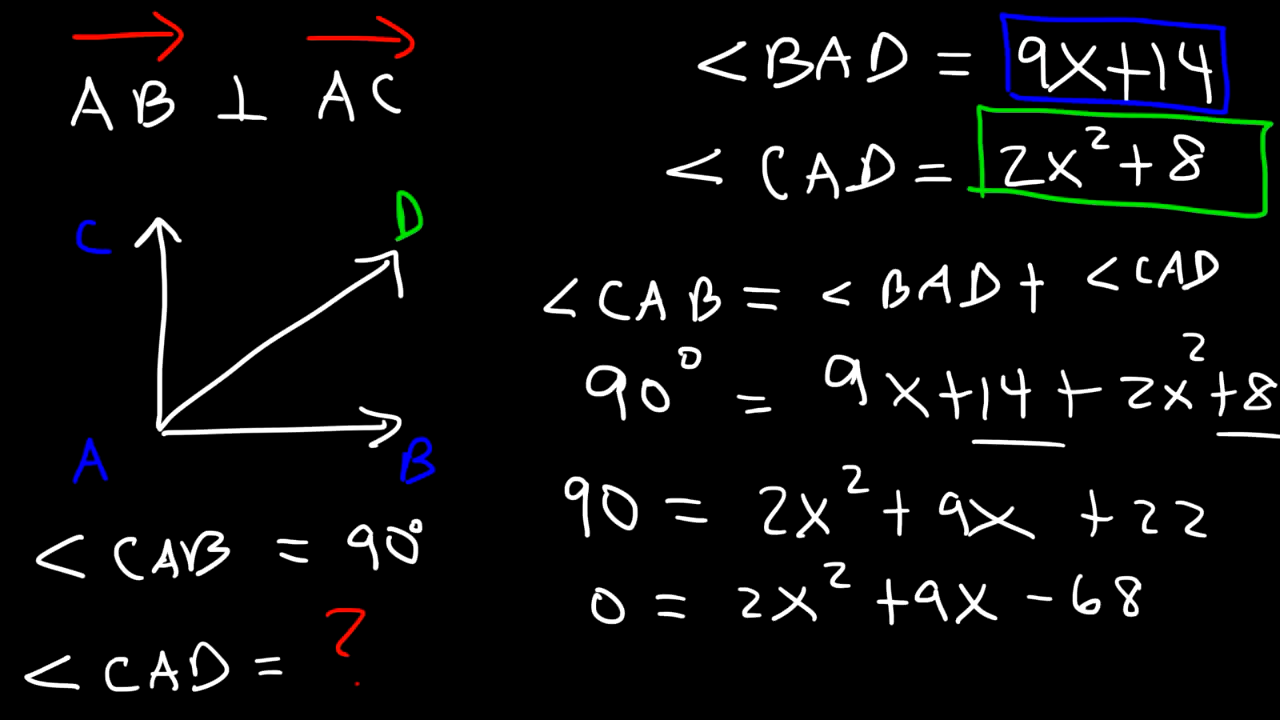 AB ⊥ AC
C
D
A
B
<CAB = 90°
<CAD = ?
<BAD = 9x+14
<CAD = 2x²+8
<CAB = <BAD + <CAD
90° = 9x+14 + 2x²+8
90 = 2x² + 9x + 22
0 = 2x² +9x -68